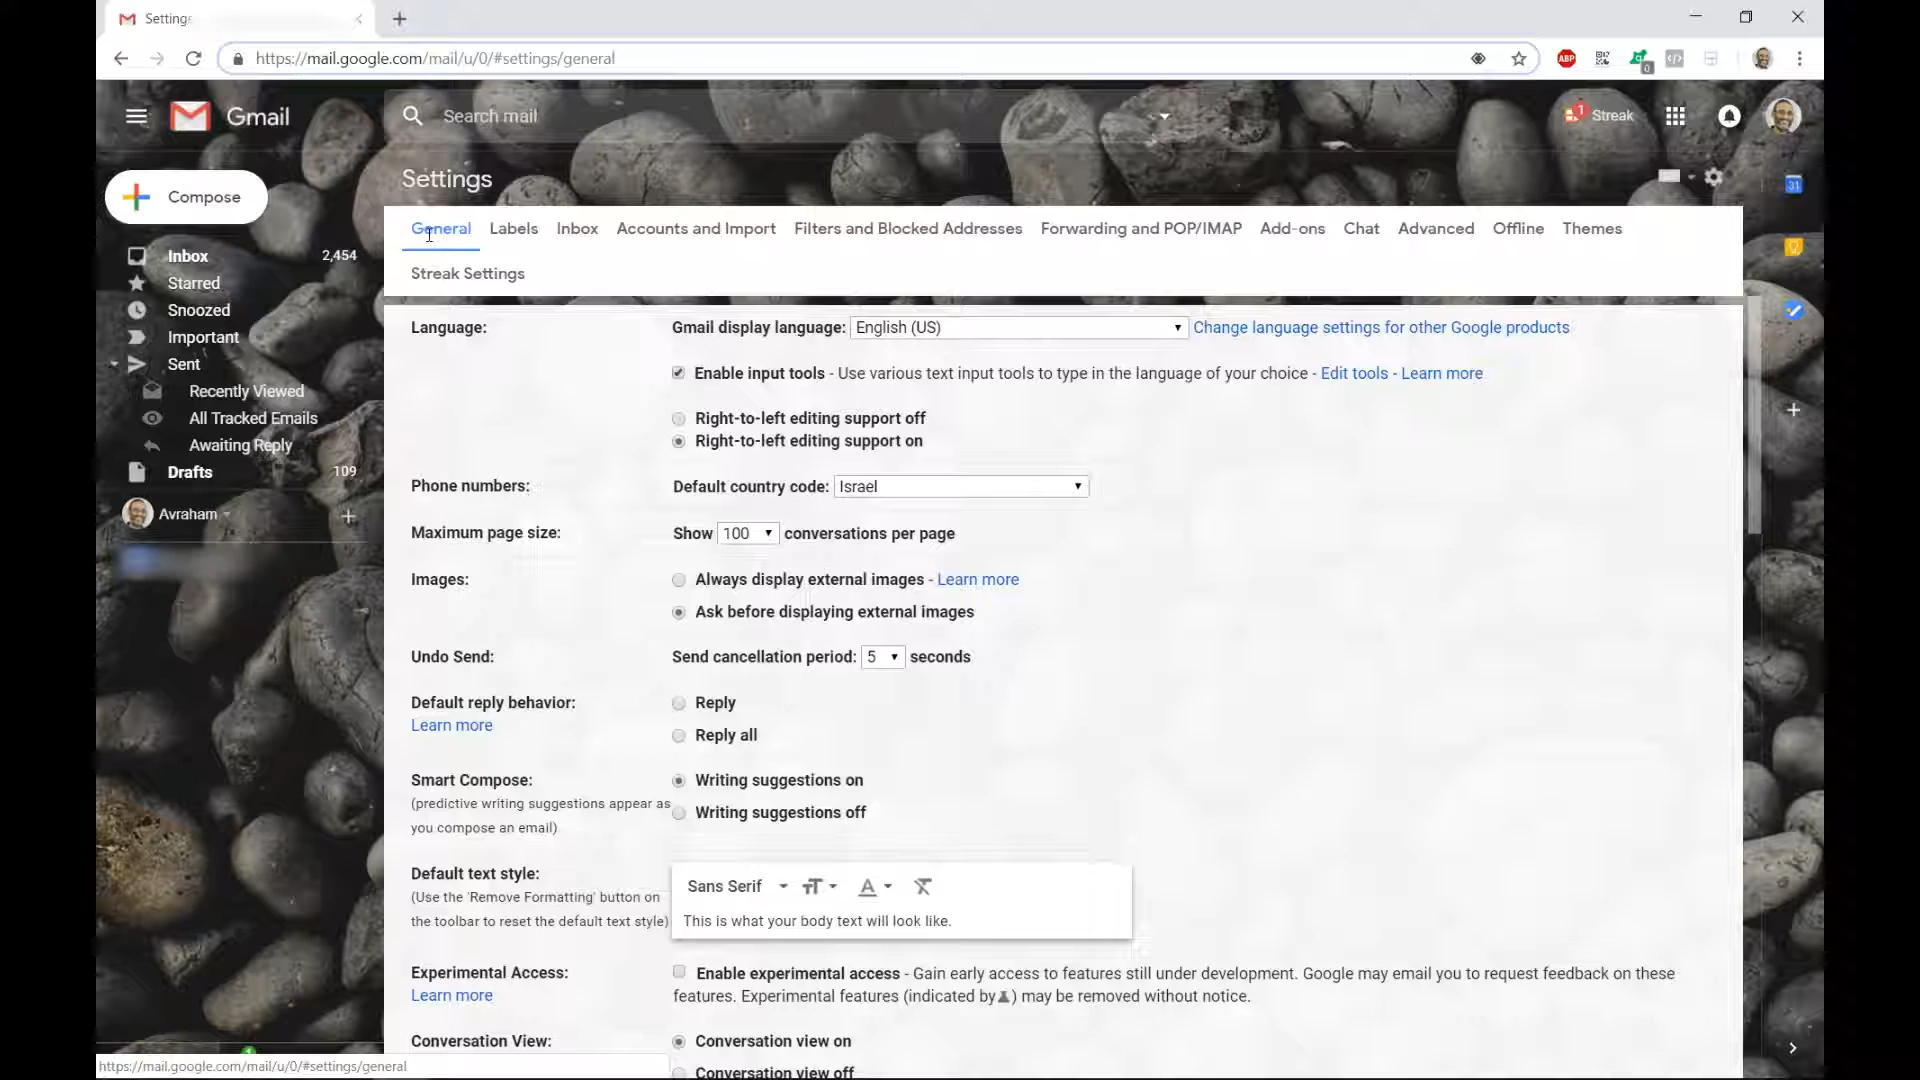 Settings
https://mail.google.com/mail/u/0/#settings/general
ABP
0
Gmail
Search mail
1
Streak
Settings
31
Compose
General Labels Inbox Accounts and Import Filters and Blocked Addresses Forwarding and POP/IMAP Add-ons Chat Advanced Offline Themes
Streak Settings
Inbox 2,454
Starred
Snoozed
Important
Sent
Recently Viewed
All Tracked Emails
Awaiting Reply
Drafts 109
Avraham
Language: Gmail display language: English (US) Change language settings for other Google products
Enable input tools - Use various text input tools to type in the language of your choice - Edit tools - Learn more
Right-to-left editing support off
Right-to-left editing support on
Phone numbers: Default country code: Israel
Maximum page size: Show 100 conversations per page
Images: Always display external images - Learn more
Ask before displaying external images
Undo Send: Send cancellation period: 5 seconds
Default reply behavior: Reply
Learn more
Reply all
Smart Compose: Writing suggestions on
(predictive writing suggestions appear as
you compose an email)
Writing suggestions off
Default text style:
(Use the 'Remove Formatting' button on
the toolbar to reset the default text style)
Sans Serif
This is what your body text will look like.
Experimental Access: Enable experimental access - Gain early access to features still under development. Google may email you to request feedback on these
Learn more features. Experimental features (indicated by ) may be removed without notice.
Conversation View: Conversation view on
Conversation view off
https://mail.google.com/mail/u/0/#settings/general